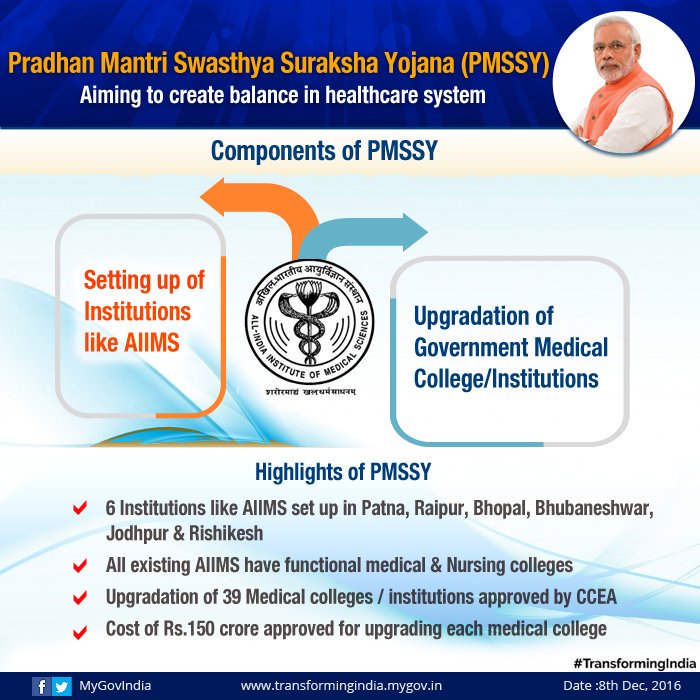 Pradhan Mantri Swasthya Suraksha Yojana (PMSSY)
Aiming to create balance in healthcare system
Components of PMSSY
Setting up of
Institutions
like AIIMS
अखिल-भारतीय आयुर्विज्ञान संस्थान
ALL-INDIA INSTITUTE OF MEDICAL SCIENCES
शरीरमाद्यं खलु धर्मसाधनम्
Upgradation of
Government Medical
College/Institutions
Highlights of PMSSY
6 Institutions like AIIMS set up in Patna, Raipur, Bhopal, Bhubaneshwar,
Jodhpur & Rishikesh
All existing AIIMS have functional medical & Nursing colleges
Upgradation of 39 Medical colleges / institutions approved by CCEA
Cost of Rs.150 crore approved for upgrading each medical college
#TransformingIndia
MyGovIndia
www.transformingindia.mygov.in
Date :8th Dec, 2016